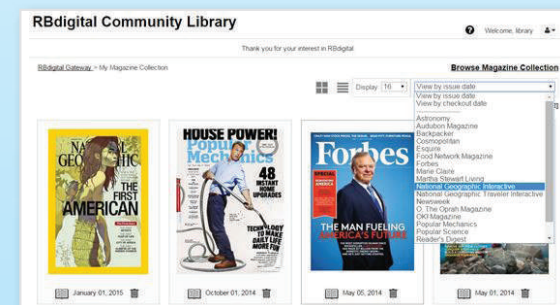 RBdigital Community Library
Welcome, library
Thank you for your interest in RBdigital
RBdigital Gateway > My Magazine Collection
Browse Magazine Collection
Display 16
View by issue date
View by issue date
View by checkout date
Astronomy
Audubon Magazine
Backpacker
Cosmopolitan
Esquire
Food Network Magazine
Forbes
Marie Claire
Martha Stewart Living
National Geographic Interactive
National Geographic Traveler Interactive
Newsweek
O, The Oprah Magazine
OK! Magazine
Popular Mechanics
Popular Science
Reader's Digest
NATIONAL GEOGRAPHIC
THE FIRST AMERICAN
January 01, 2015
HOUSE POWER!
Popular Mechanics
48
INSTANT
HOME
UPGRADES
TECHNOLOGY
TO MAKE
DAILY LIFE
MORE FUN
October 01, 2014
Forbes
SPECIAL
THE MAN FUELING
AMERICA'S FUTURE
May 05, 2014
May 01, 2014